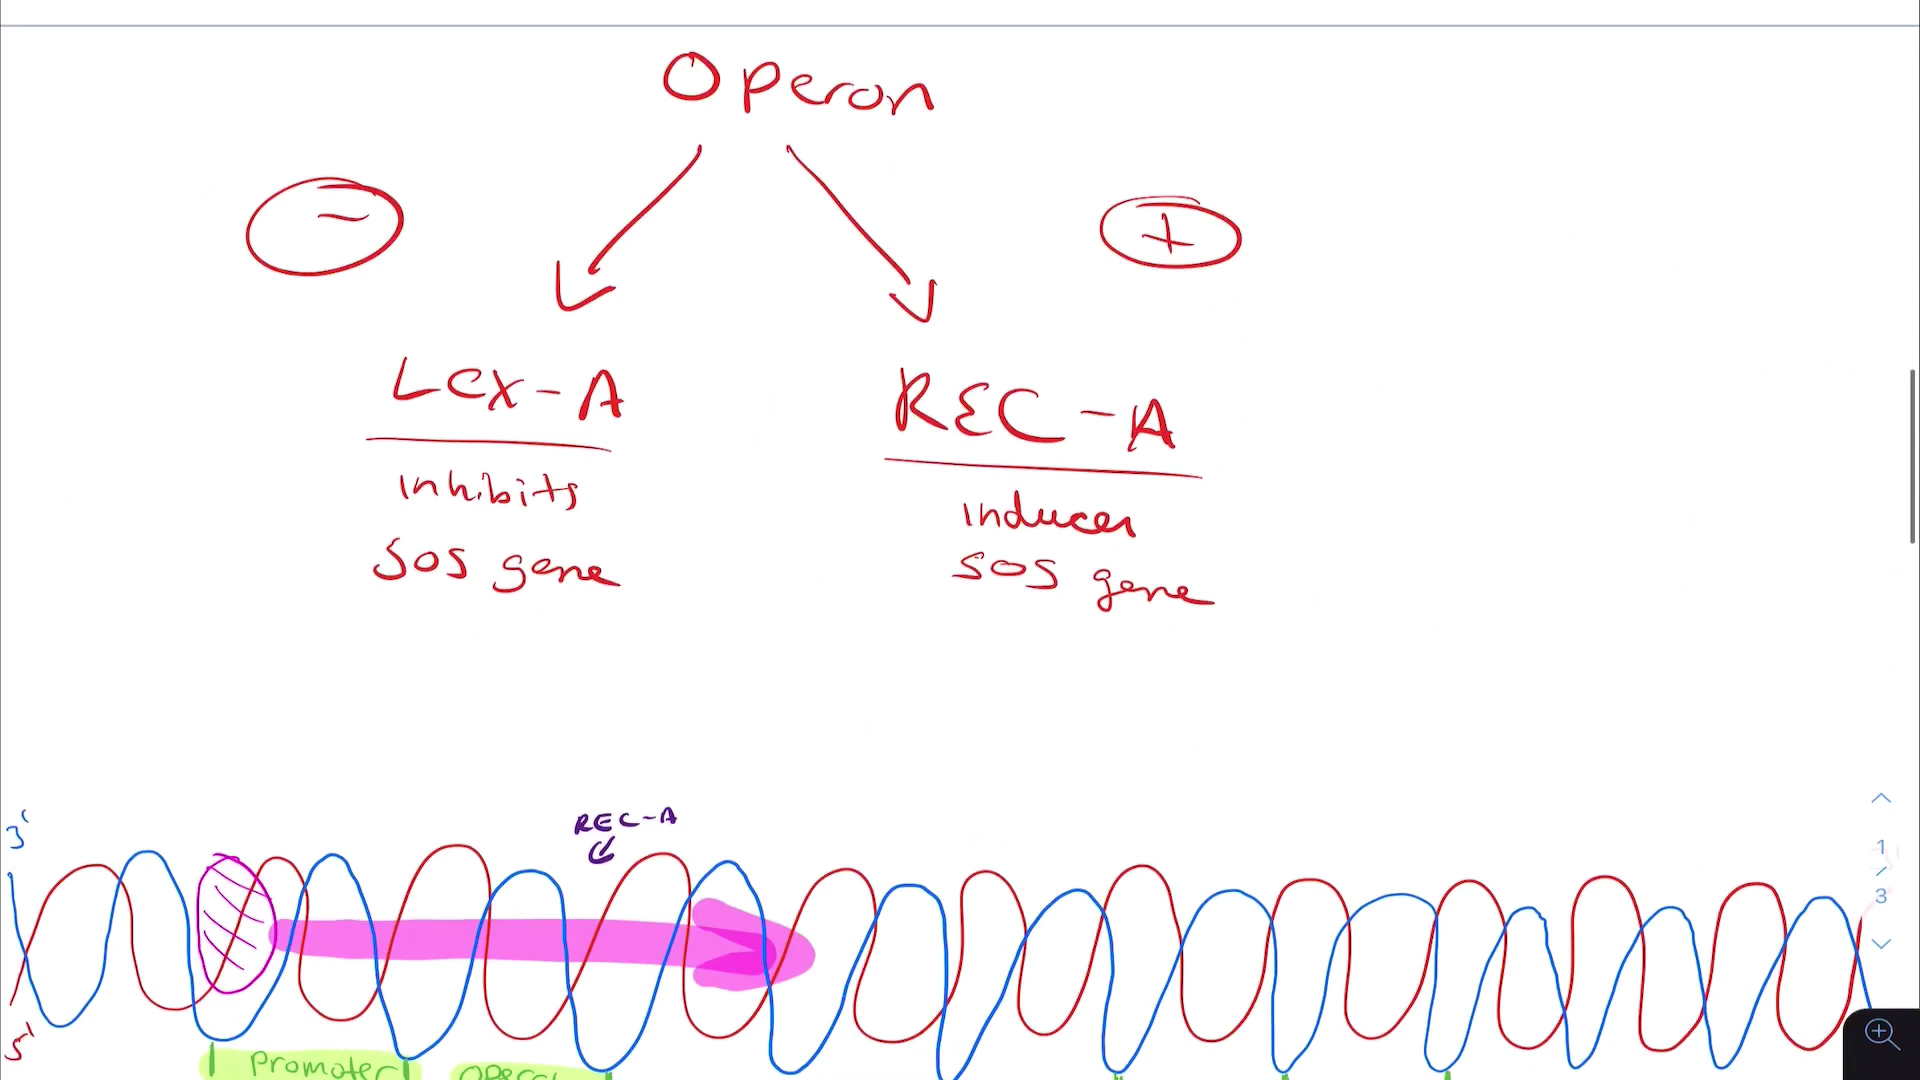 Operon
−
+
Lex-A
inhibits
SOS gene
REC-A
inducer
SOS gene
REC-A
3'
5'
Promoter
1
/
3